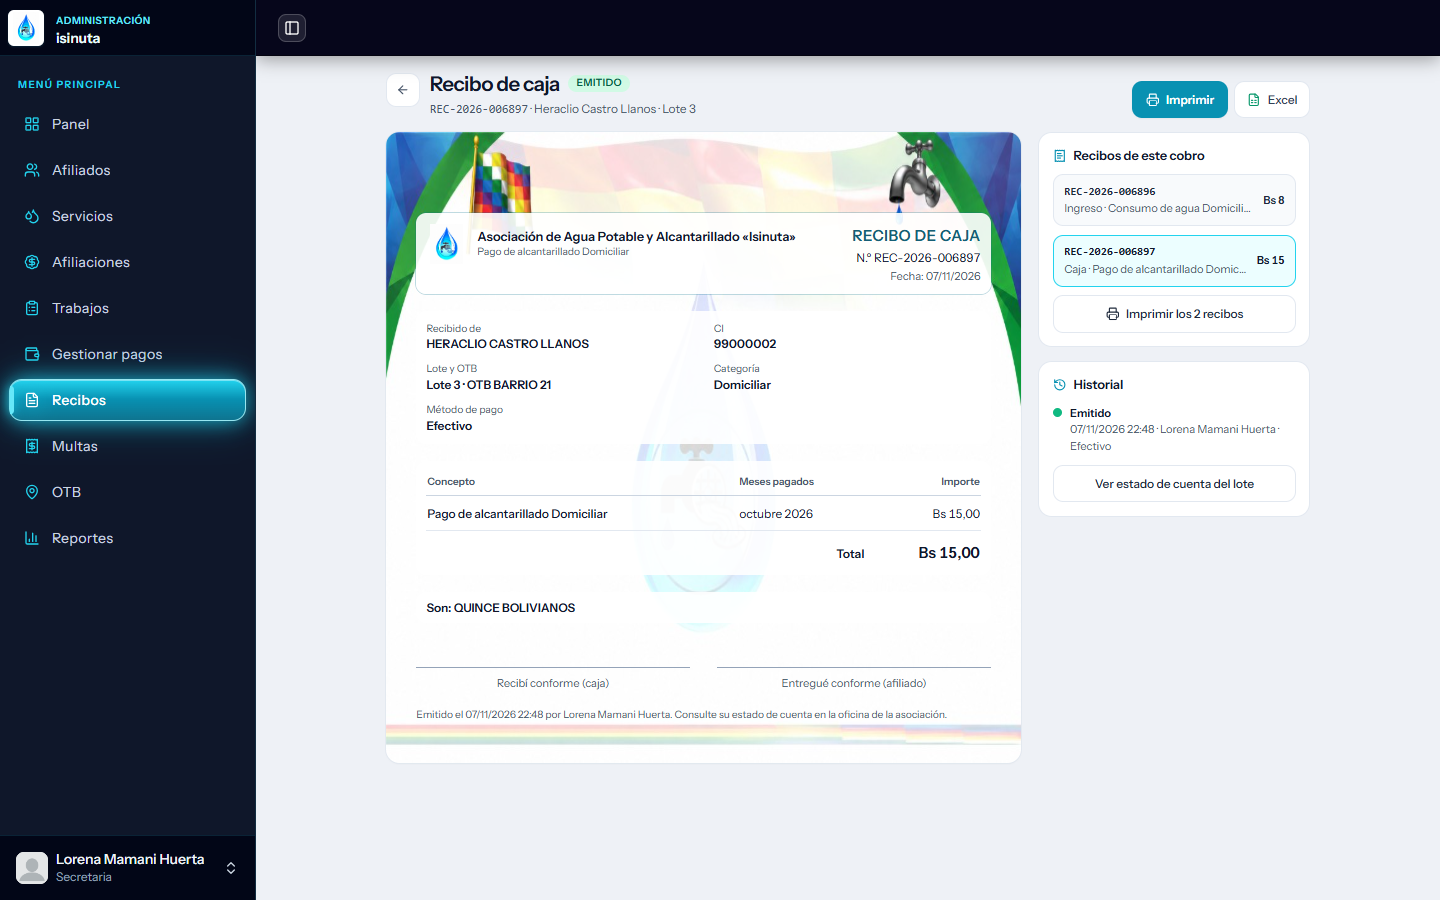 ADMINISTRACIÓN
isinuta
MENÚ PRINCIPAL
Panel
Afiliados
Servicios
Afiliaciones
Trabajos
Gestionar pagos
Recibos
Multas
OTB
Reportes
Lorena Mamani Huerta
Secretaria
Recibo de caja EMITIDO
REC-2026-006897 · Heraclio Castro Llanos · Lote 3
Imprimir
Excel
Asociación de Agua Potable y Alcantarillado «Isinuta»
Pago de alcantarillado Domiciliar
RECIBO DE CAJA
N.º REC-2026-006897
Fecha: 07/11/2026
Recibido de
HERACLIO CASTRO LLANOS
CI
99000002
Lote y OTB
Lote 3 · OTB BARRIO 21
Categoría
Domiciliar
Método de pago
Efectivo
Concepto Meses pagados Importe
Pago de alcantarillado Domiciliar octubre 2026 Bs 15,00
Total Bs 15,00
Son: QUINCE BOLIVIANOS
Recibí conforme (caja)
Entregué conforme (afiliado)
Emitido el 07/11/2026 22:48 por Lorena Mamani Huerta. Consulte su estado de cuenta en la oficina de la asociación.
Recibos de este cobro
REC-2026-006896
Ingreso · Consumo de agua Domicili... Bs 8
REC-2026-006897
Caja · Pago de alcantarillado Domic... Bs 15
Imprimir los 2 recibos
Historial
Emitido
07/11/2026 22:48 · Lorena Mamani Huerta ·
Efectivo
Ver estado de cuenta del lote